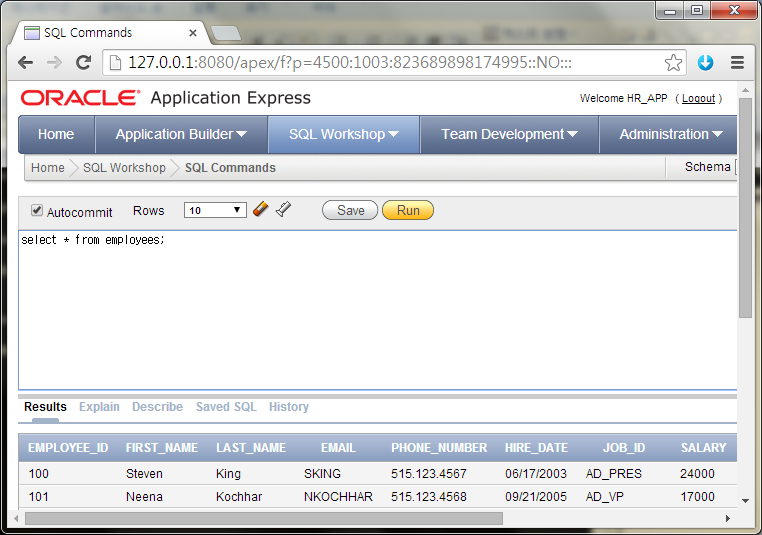 SQL Commands
127.0.0.1:8080/apex/f?p=4500:1003:823689898174995::NO:::
ORACLE Application Express Welcome HR_APP ( Logout )
Home Application Builder SQL Workshop Team Development Administration
Home SQL Workshop SQL Commands Schema
Autocommit Rows 10 Save Run
select * from employees;
Results Explain Describe Saved SQL History
EMPLOYEE_ID FIRST_NAME LAST_NAME EMAIL PHONE_NUMBER HIRE_DATE JOB_ID SALARY
100 Steven King SKING 515.123.4567 06/17/2003 AD_PRES 24000
101 Neena Kochhar NKOCHHAR 515.123.4568 09/21/2005 AD_VP 17000